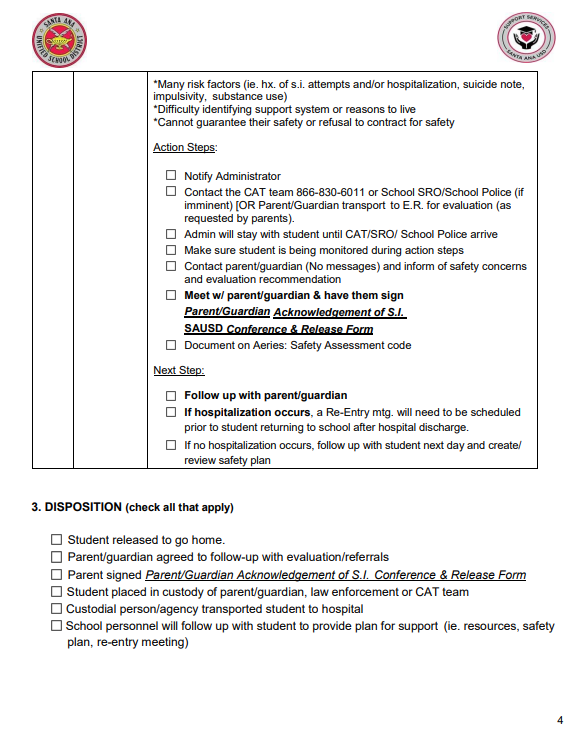 SANTA ANA
UNIFIED SCHOOL DISTRICT
SUPPORT SERVICES
SANTA ANA USD
*Many risk factors (ie. hx. of s.i. attempts and/or hospitalization, suicide note,
impulsivity, substance use)
*Difficulty identifying support system or reasons to live
*Cannot guarantee their safety or refusal to contract for safety
Action Steps:
☐ Notify Administrator
☐ Contact the CAT team 866-830-6011 or School SRO/School Police (if
imminent) [OR Parent/Guardian transport to E.R. for evaluation (as
requested by parents).
☐ Admin will stay with student until CAT/SRO/ School Police arrive
☐ Make sure student is being monitored during action steps
☐ Contact parent/guardian (No messages) and inform of safety concerns
and evaluation recommendation
☐ Meet w/ parent/guardian & have them sign
Parent/Guardian Acknowledgement of S.I.
SAUSD Conference & Release Form
☐ Document on Aeries: Safety Assessment code
Next Step:
☐ Follow up with parent/guardian
☐ If hospitalization occurs, a Re-Entry mtg. will need to be scheduled
prior to student returning to school after hospital discharge.
☐ If no hospitalization occurs, follow up with student next day and create/
review safety plan
3. DISPOSITION (check all that apply)
☐ Student released to go home.
☐ Parent/guardian agreed to follow-up with evaluation/referrals
☐ Parent signed Parent/Guardian Acknowledgement of S.I. Conference & Release Form
☐ Student placed in custody of parent/guardian, law enforcement or CAT team
☐ Custodial person/agency transported student to hospital
☐ School personnel will follow up with student to provide plan for support (ie. resources, safety
plan, re-entry meeting)
4